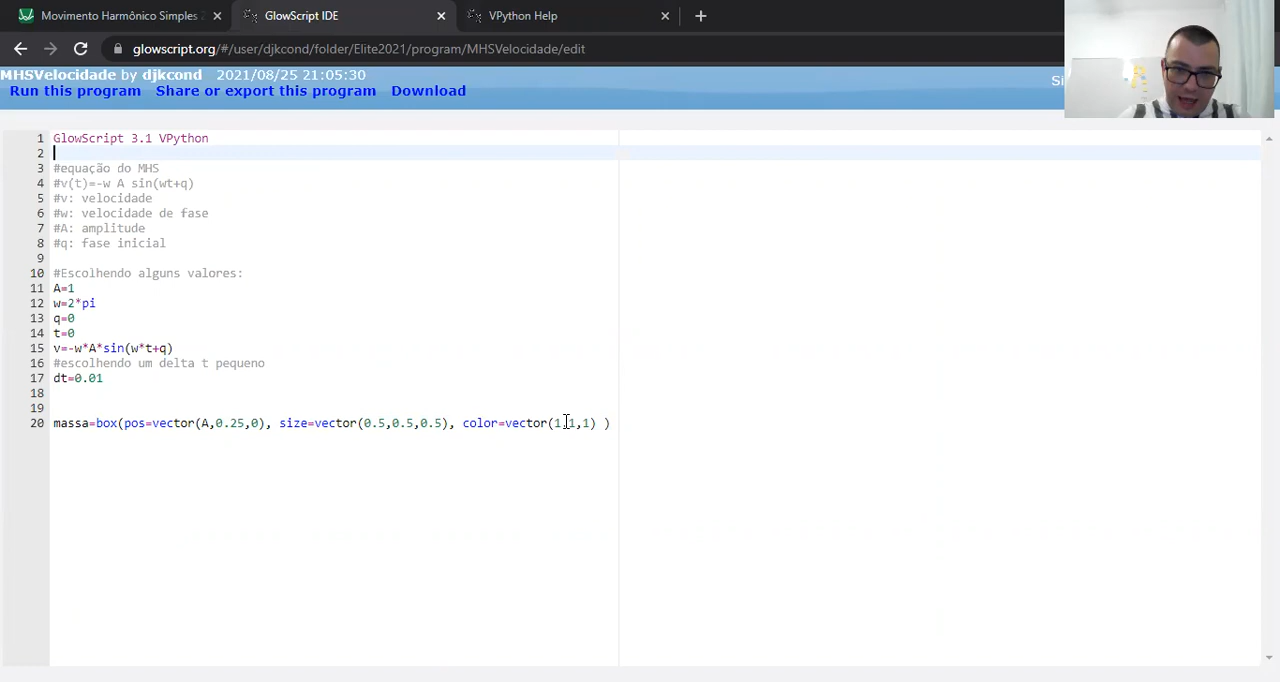 Movimento Harmônico Simples
GlowScript IDE
VPython Help
glowscript.org/#/user/djkcond/folder/Elite2021/program/MHSVelocidade/edit
MHSVelocidade by djkcond 2021/08/25 21:05:30
Run this program Share or export this program Download
1 GlowScript 3.1 VPython
2
3 #equação do MHS
4 #v(t)=-w A sin(wt+q)
5 #v: velocidade
6 #w: velocidade de fase
7 #A: amplitude
8 #q: fase inicial
9
10 #Escolhendo alguns valores:
11 A=1
12 w=2*pi
13 q=0
14 t=0
15 v=-w*A*sin(w*t+q)
16 #escolhendo um delta t pequeno
17 dt=0.01
18
19
20 massa=box(pos=vector(A,0.25,0), size=vector(0.5,0.5,0.5), color=vector(1,1,1) )